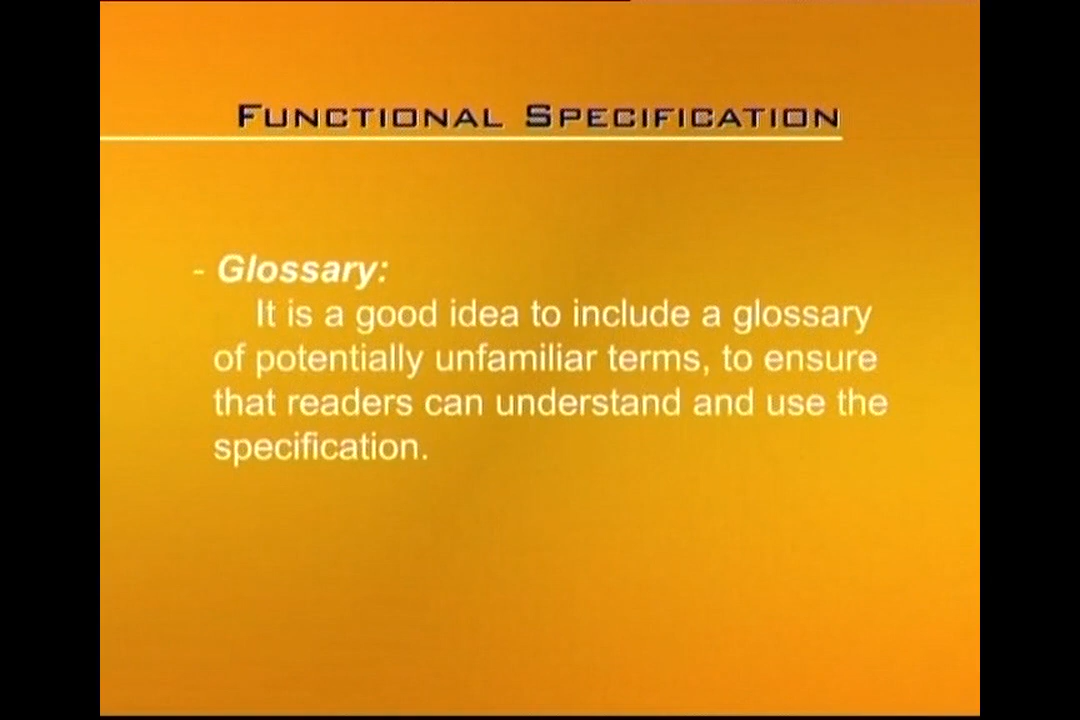 FUNCTIONAL SPECIFICATION
- Glossary:
It is a good idea to include a glossary
of potentially unfamiliar terms, to ensure
that readers can understand and use the
specification.